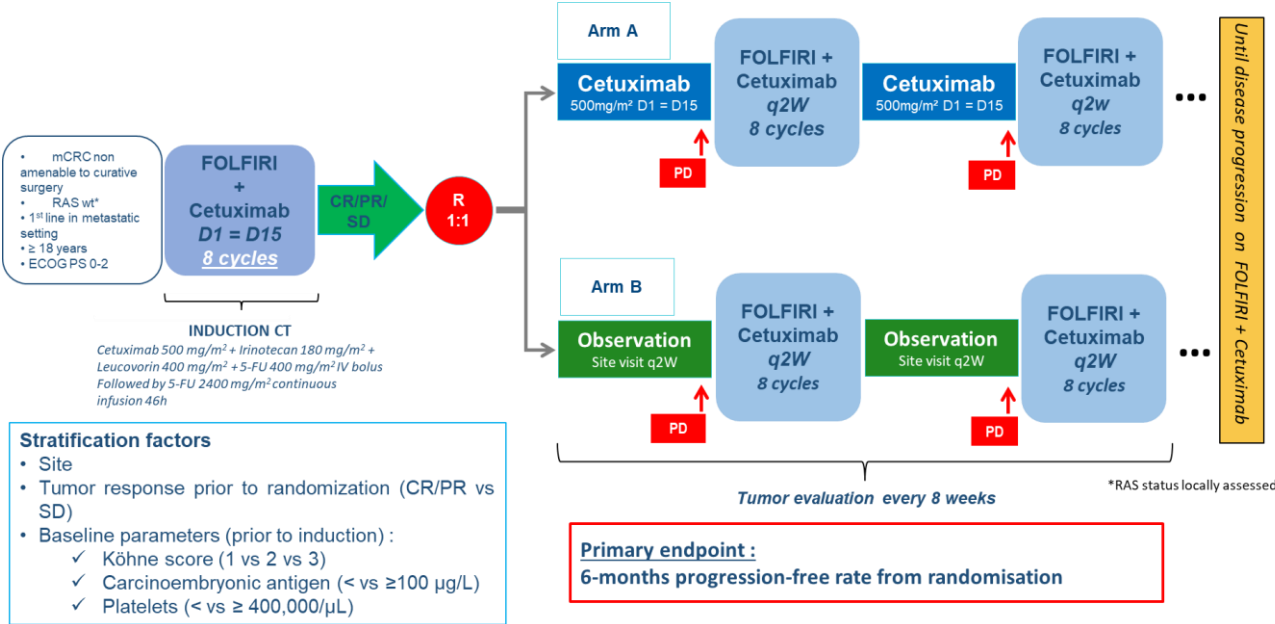 • mCRC non
amenable to curative
surgery
• RAS wt*
• 1st line in metastatic
setting
• ≥ 18 years
• ECOG PS 0-2
FOLFIRI
+
Cetuximab
D1 = D15
8 cycles
CR/PR/
SD
R
1:1
INDUCTION CT
Cetuximab 500 mg/m² + Irinotecan 180 mg/m² +
Leucovorin 400 mg/m² + 5-FU 400 mg/m² IV bolus
Followed by 5-FU 2400 mg/m² continuous
infusion 46h
Arm A
Cetuximab
500mg/m² D1 = D15
PD
FOLFIRI +
Cetuximab
q2W
8 cycles
Cetuximab
500mg/m² D1 = D15
PD
FOLFIRI +
Cetuximab
q2w
8 cycles
...
Arm B
Observation
Site visit q2W
PD
FOLFIRI +
Cetuximab
q2W
8 cycles
Observation
Site visit q2W
PD
FOLFIRI +
Cetuximab
q2W
8 cycles
...
Until disease progression on FOLFIRI + Cetuximab
Tumor evaluation every 8 weeks
*RAS status locally assessed
Stratification factors
• Site
• Tumor response prior to randomization (CR/PR vs
SD)
• Baseline parameters (prior to induction) :
✓ Köhne score (1 vs 2 vs 3)
✓ Carcinoembryonic antigen (< vs ≥100 µg/L)
✓ Platelets (< vs ≥ 400,000/µL)
Primary endpoint :
6-months progression-free rate from randomisation